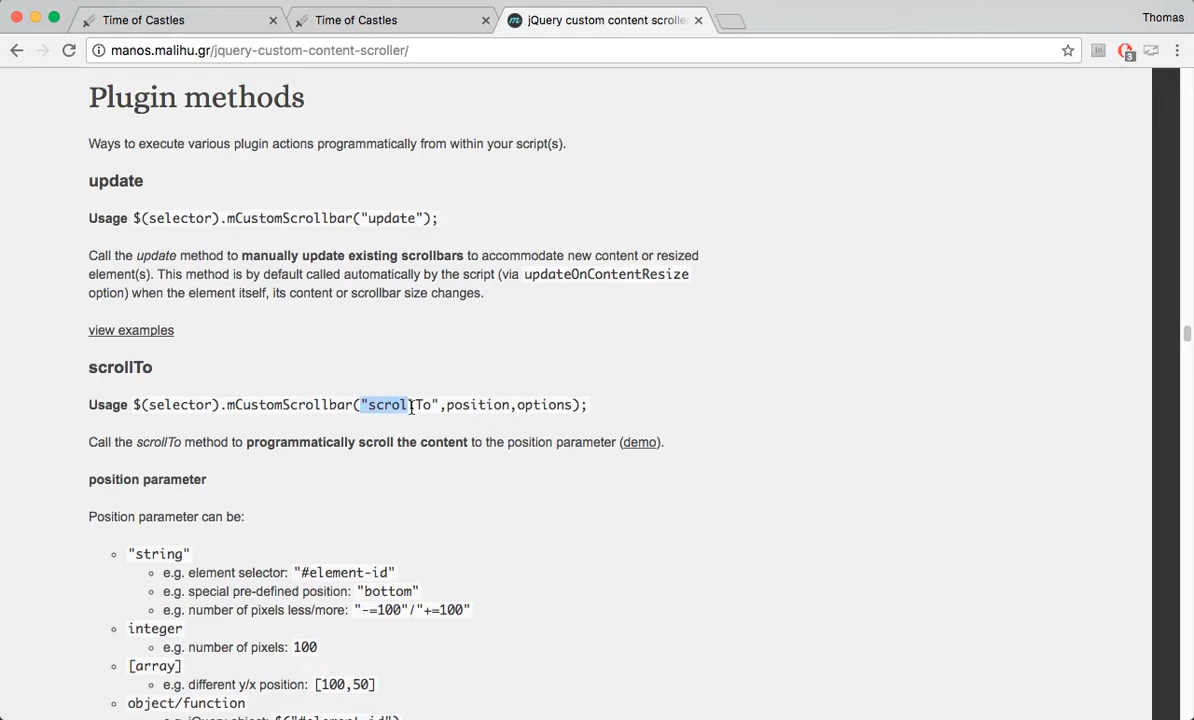 Time of Castles
Time of Castles
jQuery custom content scroller
Thomas
manos.malihu.gr/jquery-custom-content-scroller/
3
Plugin methods
Ways to execute various plugin actions programmatically from within your script(s).
update
Usage $(selector).mCustomScrollbar("update");
Call the update method to manually update existing scrollbars to accommodate new content or resized
element(s). This method is by default called automatically by the script (via updateOnContentResize
option) when the element itself, its content or scrollbar size changes.
view examples
scrollTo
Usage $(selector).mCustomScrollbar("scrollTo",position,options);
Call the scrollTo method to programmatically scroll the content to the position parameter (demo).
position parameter
Position parameter can be:
"string"
e.g. element selector: "#element-id"
e.g. special pre-defined position: "bottom"
e.g. number of pixels less/more: "-=100"/"+=100"
integer
e.g. number of pixels: 100
[array]
e.g. different y/x position: [100,50]
object/function
e.g. jQuery object: $("#element-id")